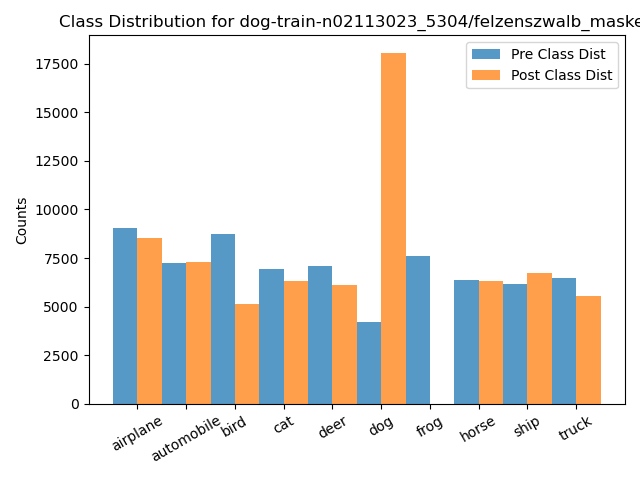 Class Distribution for dog-train-n02113023_5304/felzenszwalb_maske
Pre Class Dist
Post Class Dist
Counts
17500
15000
12500
10000
7500
5000
2500
0
airplane
automobile
bird
cat
deer
dog
frog
horse
ship
truck